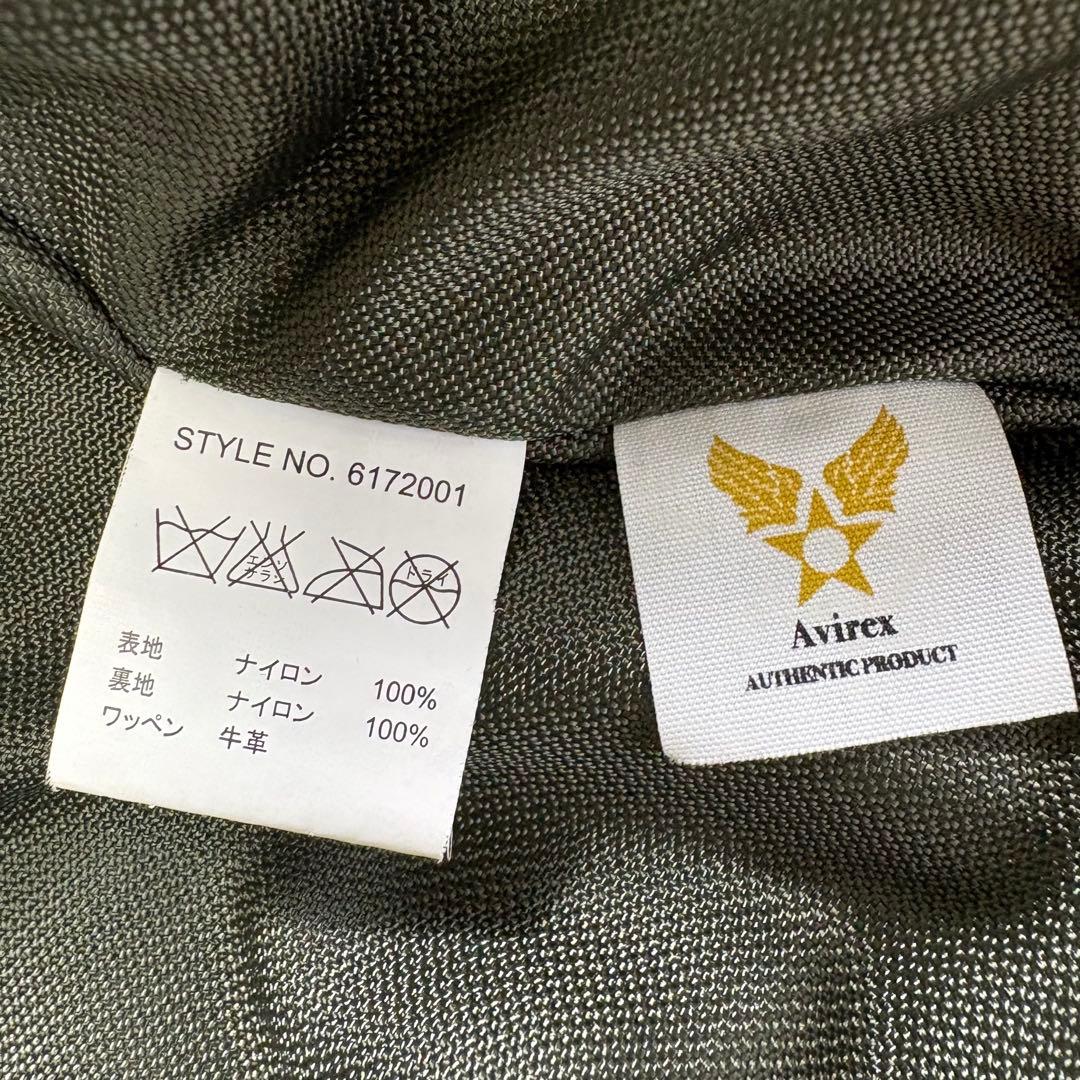 STYLE NO. 6172001
エンソ
サラシ
ドライ
表地 ナイロン 100%
裏地 ナイロン 100%
ワッペン 牛革
Avirex
AUTHENTIC PRODUCT